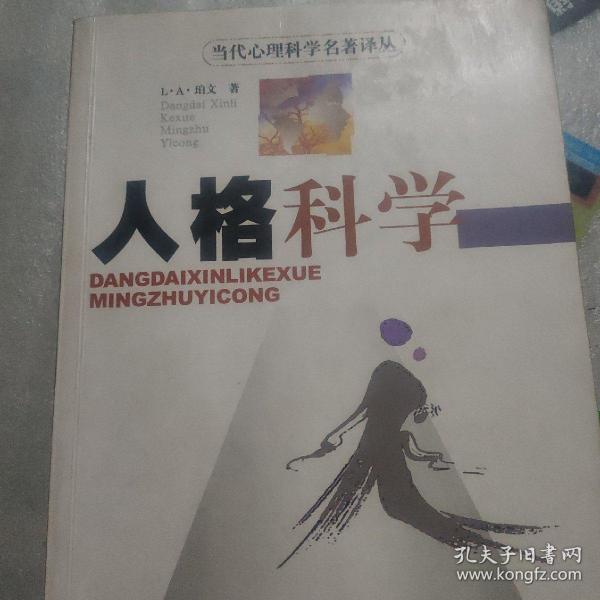 当代心理科学名著译丛
L·A·珀文 著
Dangdai Xinli
Kexue
Mingzhu
Yicong
人格科学
DANGDAIXINLIKEXUE
MINGZHUYICONG
孔夫子旧书网
www.kongfz.com